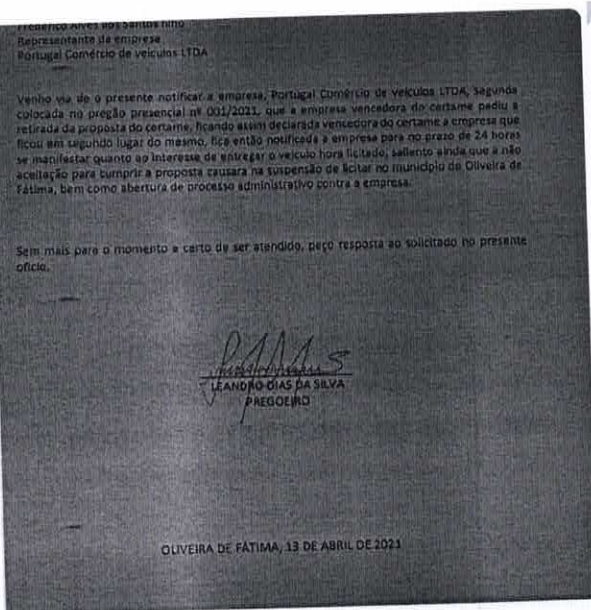 Frederico Alves dos Santos
Representante da empresa
Portugal Comércio de veículos LTDA
Venho via de o presente notificar a empresa, Portugal Comércio de veículos LTDA, segunda
colocada no pregão presencial nº 001/2021, que a empresa vencedora do certame pediu a
retirada da proposta do certame, ficando assim declarada vencedora do certame a empresa que
ficou em segundo lugar do mesmo, fica então notificada a empresa para no prazo de 24 horas
se manifestar quanto ao interesse de entregar o veiculo hora licitado, saliento ainda que a não
aceitação para cumprir a proposta causara na suspensão de licitar no município de Oliveira de
Fátima, bem como abertura de processo administrativo contra a empresa.
Sem mais para o momento e certo de ser atendido, peço resposta ao solicitado no presente
oficio.
LEANDRO DIAS DA SILVA
PREGOEIRO
OLIVEIRA DE FÁTIMA, 13 DE ABRIL DE 2021